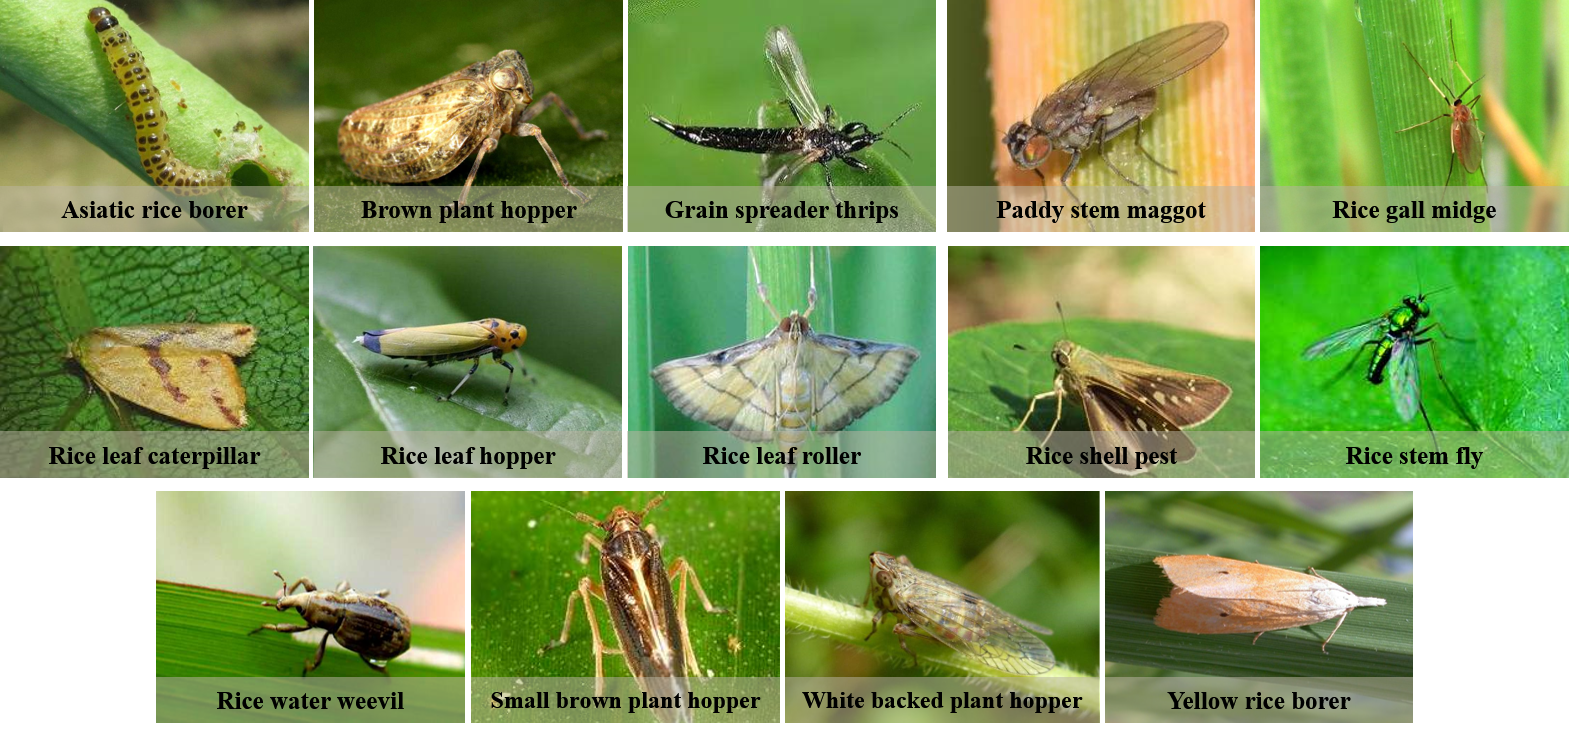 Asiatic rice borer
Brown plant hopper
Grain spreader thrips
Paddy stem maggot
Rice gall midge
Rice leaf caterpillar
Rice leaf hopper
Rice leaf roller
Rice shell pest
Rice stem fly
Rice water weevil
Small brown plant hopper
White backed plant hopper
Yellow rice borer